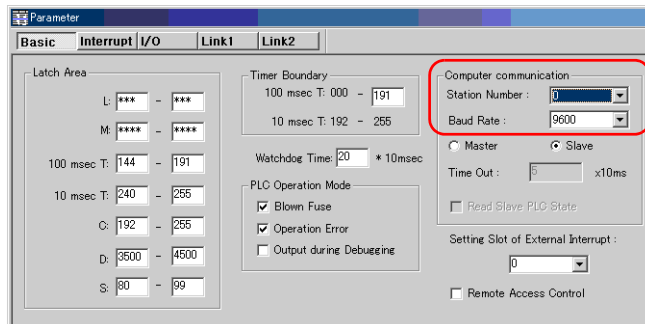 Parameter
Basic Interrupt I/O Link1 Link2
Latch Area
L: *** - ***
M: **** - ****
100 msec T: 144 - 191
10 msec T: 240 - 255
C: 192 - 255
D: 3500 - 4500
S: 80 - 99
Timer Boundary
100 msec T: 000 - 191
10 msec T: 192 - 255
Watchdog Time: 20 * 10msec
PLC Operation Mode
Blown Fuse
Operation Error
Output during Debugging
Computer communication
Station Number : 0
Baud Rate : 9600
Master Slave
Time Out : 5 x10ms
Read Slave PLC State
Setting Slot of External Interrupt :
0
Remote Access Control